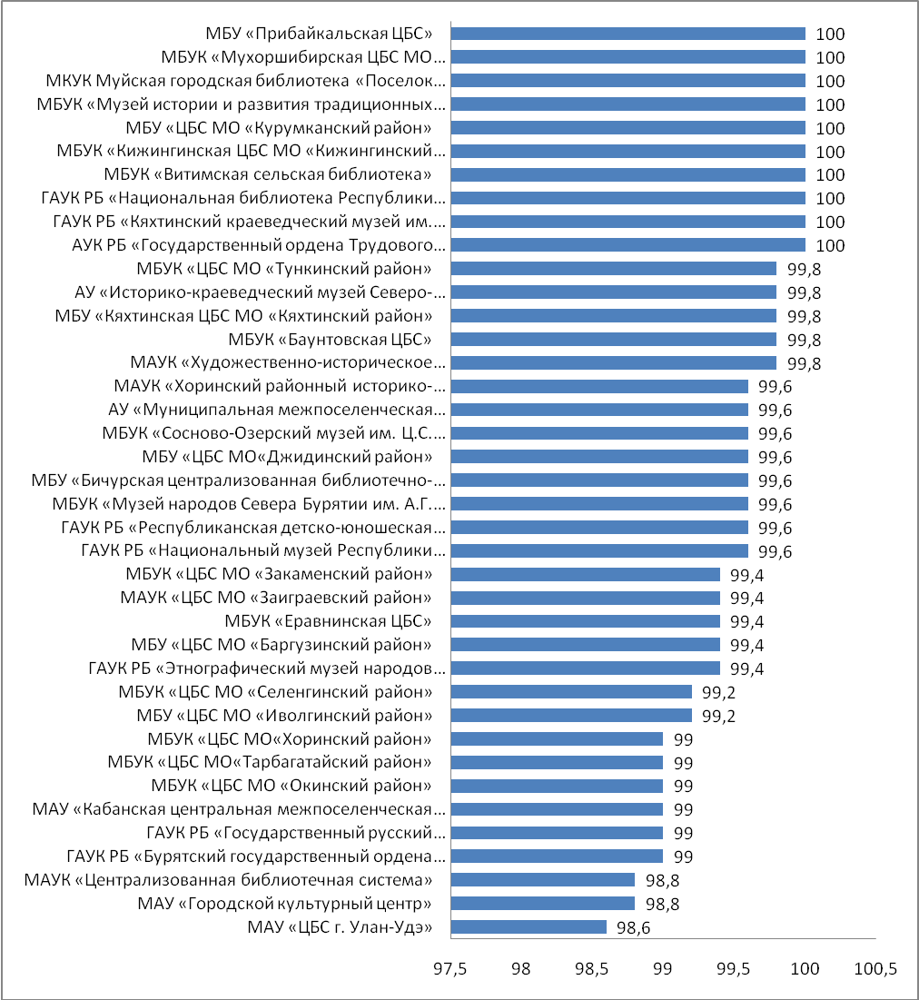 МБУ «Прибайкальская ЦБС» 100
МБУК «Мухоршибирская ЦБС МО... 100
МКУК Муйская городская библиотека «Поселок... 100
МБУК «Музей истории и развития традиционных... 100
МБУ «ЦБС МО «Курумканский район» 100
МБУК «Кижингинская ЦБС МО «Кижингинский... 100
МБУК «Витимская сельская библиотека» 100
ГАУК РБ «Национальная библиотека Республики... 100
ГАУК РБ «Кяхтинский краеведческий музей им.... 100
АУК РБ «Государственный ордена Трудового... 100
МБУК «ЦБС МО «Тункинский район» 99,8
АУ «Историко-краеведческий музей Северо-... 99,8
МБУ «Кяхтинская ЦБС МО «Кяхтинский район» 99,8
МБУК «Баунтовская ЦБС» 99,8
МАУК «Художественно-историческое... 99,8
МАУК «Хоринский районный историко-... 99,6
АУ «Муниципальная межпоселенческая... 99,6
МБУК «Сосново-Озерский музей им. Ц.С.... 99,6
МБУ «ЦБС МО«Джидинский район» 99,6
МБУ «Бичурская централизованная библиотечно-... 99,6
МБУК «Музей народов Севера Бурятии им. А.Г.... 99,6
ГАУК РБ «Республиканская детско-юношеская... 99,6
ГАУК РБ «Национальный музей Республики... 99,6
МБУК «ЦБС МО «Закаменский район» 99,4
МАУК «ЦБС МО «Заиграевский район» 99,4
МБУК «Еравнинская ЦБС» 99,4
МБУ «ЦБС МО «Баргузинский район» 99,4
ГАУК РБ «Этнографический музей народов... 99,4
МБУК «ЦБС МО «Селенгинский район» 99,2
МБУ «ЦБС МО «Иволгинский район» 99,2
МБУК «ЦБС МО«Хоринский район» 99
МБУК «ЦБС МО«Тарбагатайский район» 99
МБУК «ЦБС МО «Окинский район» 99
МАУ «Кабанская центральная межпоселенческая... 99
ГАУК РБ «Государственный русский... 99
ГАУК РБ «Бурятский государственный ордена... 99
МАУК «Централизованная библиотечная система» 98,8
МАУ «Городской культурный центр» 98,8
МАУ «ЦБС г. Улан-Удэ» 98,6
97,5 98 98,5 99 99,5 100 100,5